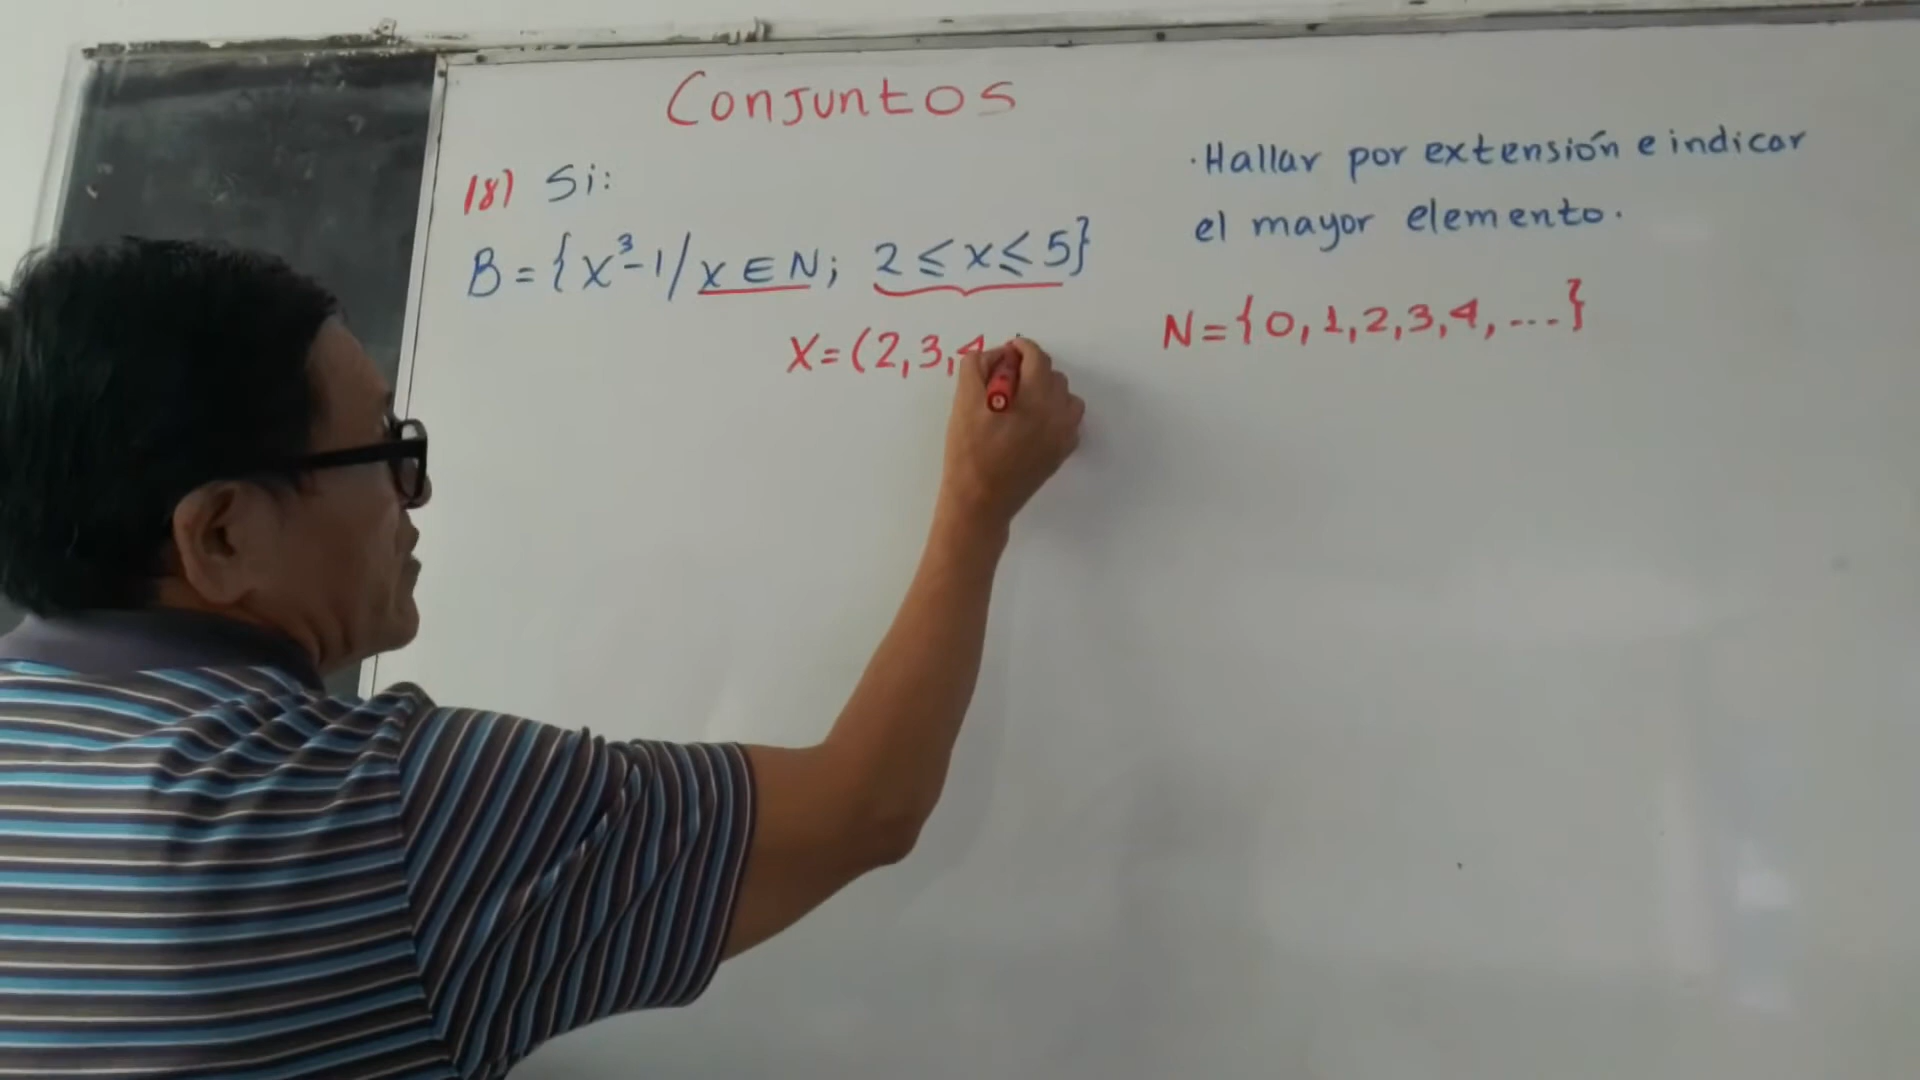 Conjuntos
18) Si:
B = {x³-1/x ∈ N; 2 ≤ x ≤ 5}
X=(2,3,4
·Hallar por extensión e indicar
el mayor elemento.
N={0,1,2,3,4,...}